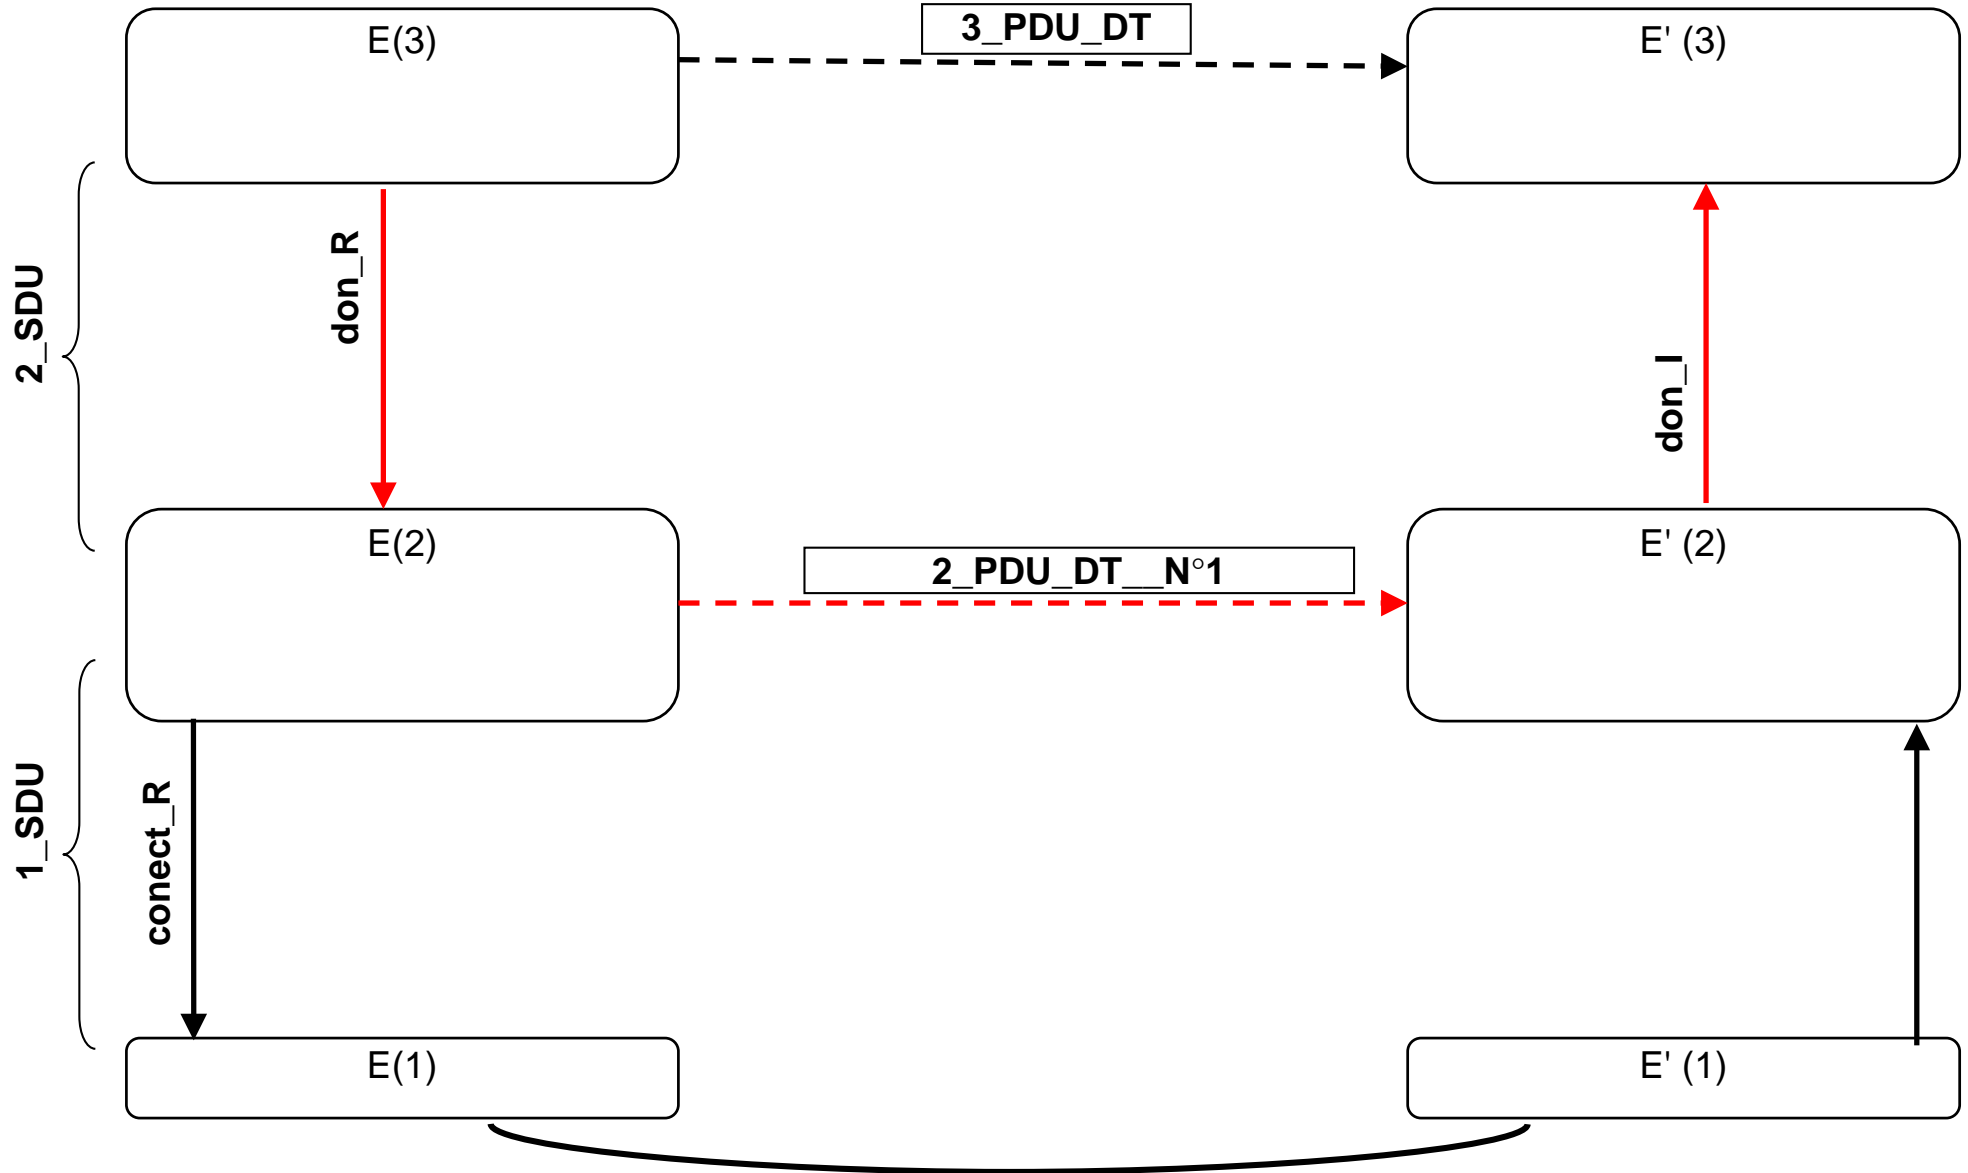 E(3)
3_PDU_DT
E' (3)
2_SDU
don_R
don_I
E(2)
2_PDU_DT__N°1
E' (2)
1_SDU
conect_R
E(1)
E' (1)